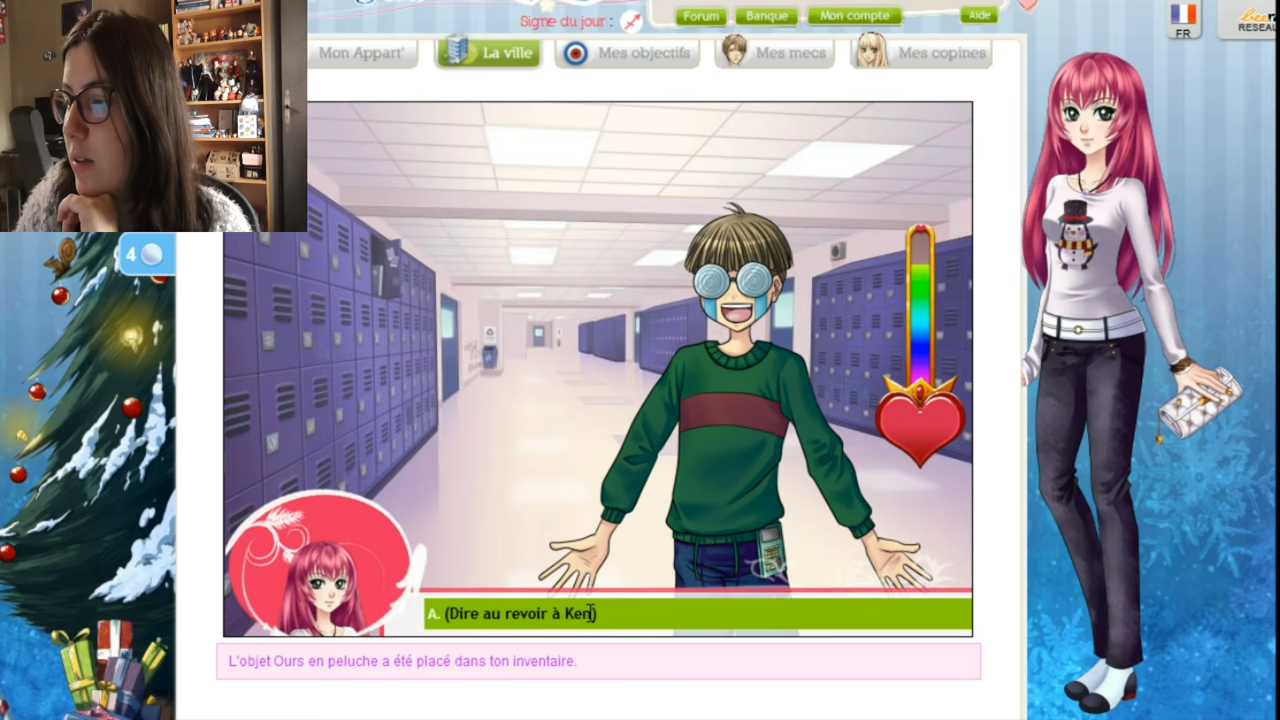 Signe du jour :
Forum
Banque
Mon compte
Aide
FR
Mon Appart'
La ville
Mes objectifs
Mes mecs
Mes copines
4
A. (Dire au revoir à Ken)
L'objet Ours en peluche a été placé dans ton inventaire.